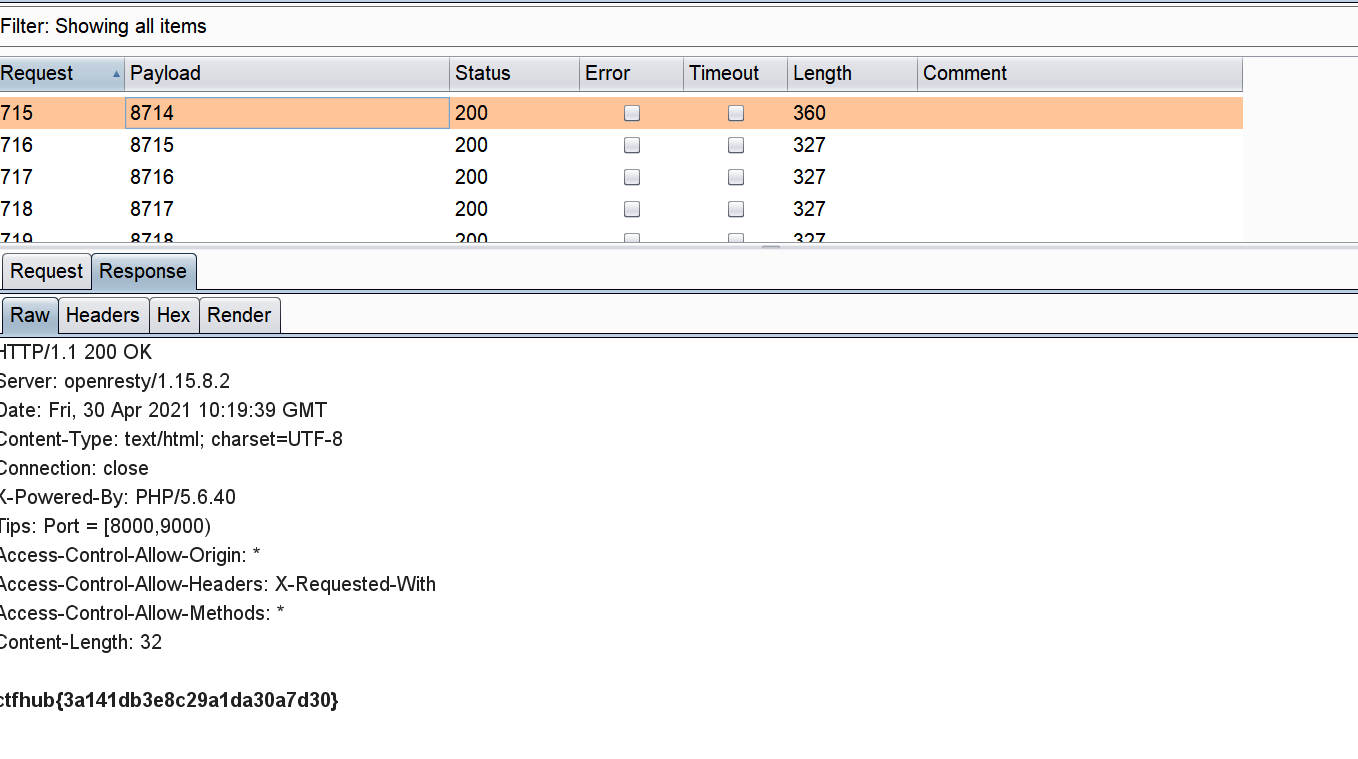 Filter: Showing all items
Request Payload Status Error Timeout Length Comment
715 8714 200 360
716 8715 200 327
717 8716 200 327
718 8717 200 327
719 8718 200 327
Request Response
Raw Headers Hex Render
HTTP/1.1 200 OK
Server: openresty/1.15.8.2
Date: Fri, 30 Apr 2021 10:19:39 GMT
Content-Type: text/html; charset=UTF-8
Connection: close
X-Powered-By: PHP/5.6.40
Tips: Port = [8000,9000)
Access-Control-Allow-Origin: *
Access-Control-Allow-Headers: X-Requested-With
Access-Control-Allow-Methods: *
Content-Length: 32
ctfhub{3a141db3e8c29a1da30a7d30}